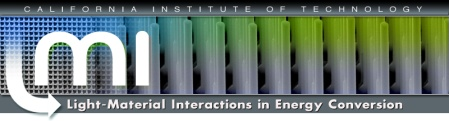 CALIFORNIA INSTITUTE OF TECHNOLOGY
LMI
Light-Material Interactions in Energy Conversion